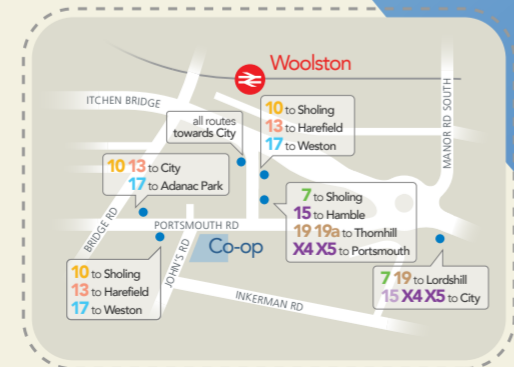 Woolston
ITCHEN BRIDGE
all routes
towards City
10 to Sholing
13 to Harefield
17 to Weston
MANOR RD SOUTH
10 13 to City
17 to Adanac Park
7 to Sholing
15 to Hamble
19 19a to Thornhill
X4 X5 to Portsmouth
BRIDGE RD
PORTSMOUTH RD
JOHN'S RD
Co-op
10 to Sholing
13 to Harefield
17 to Weston
INKERMAN RD
7 19 to Lordshill
15 X4 X5 to City